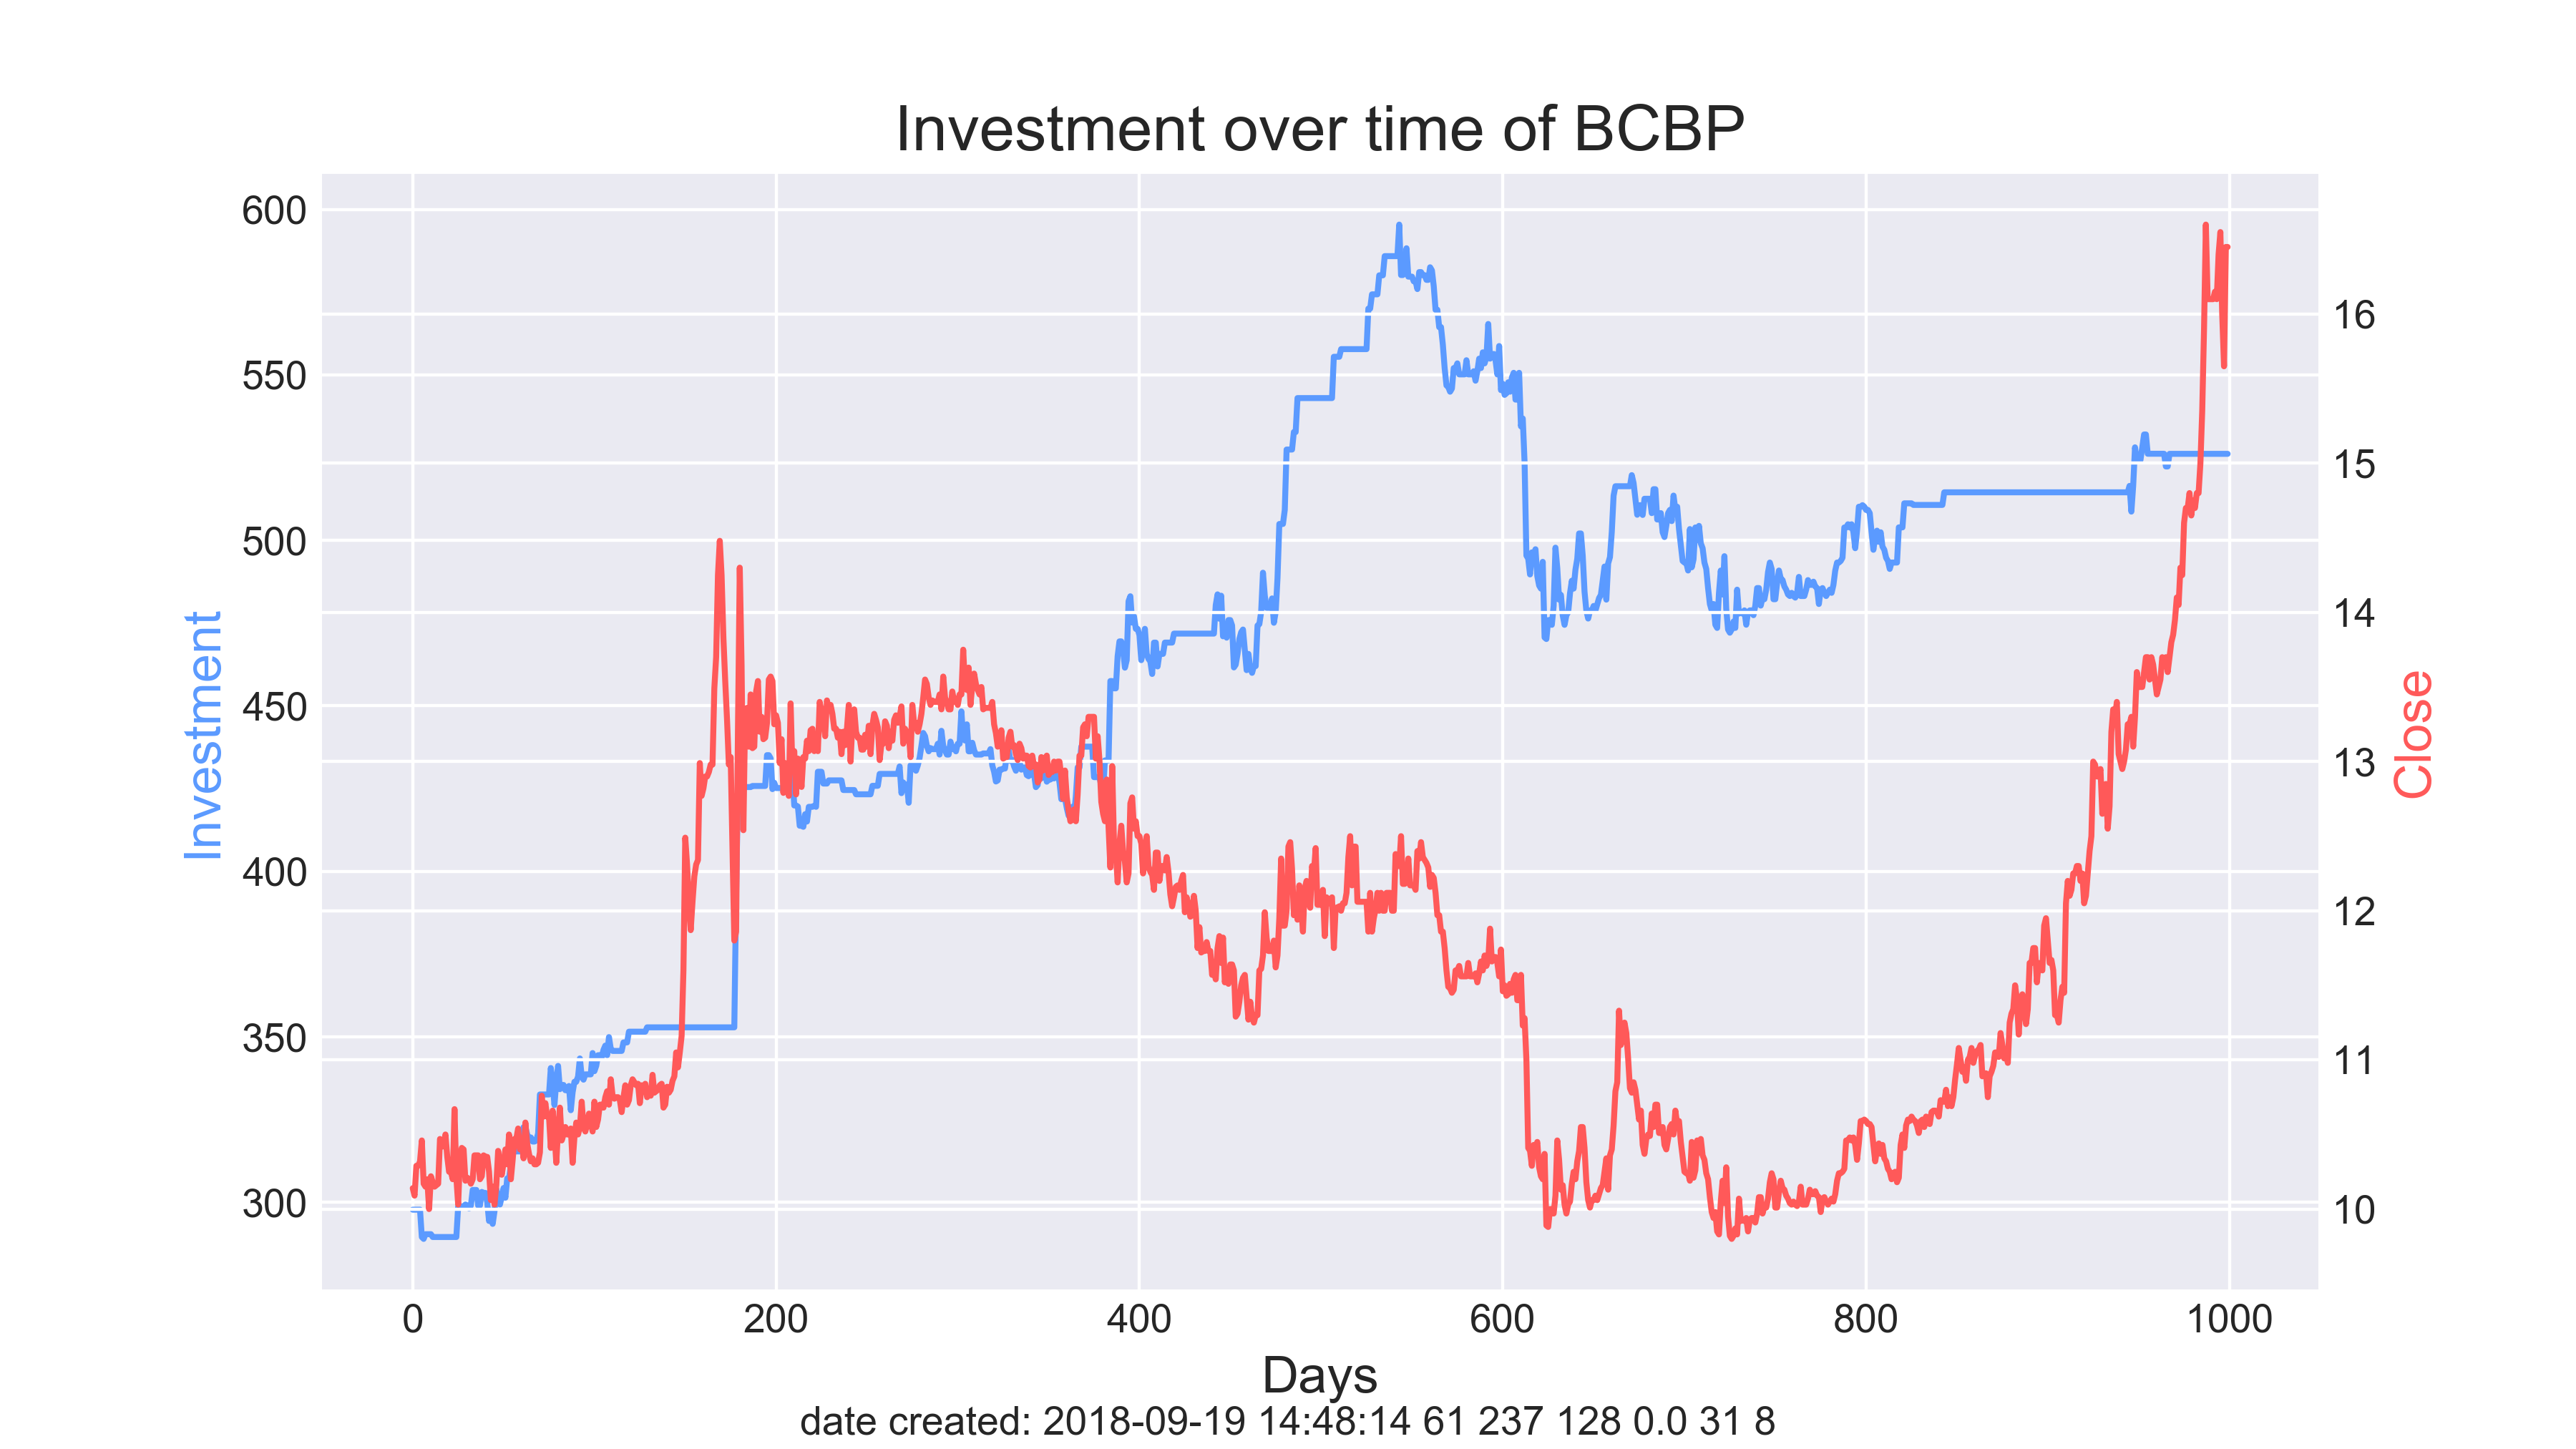 Investment over time of BCBP
600
550
500
450
400
350
300
Investment
16
15
14
13
12
11
10
Close
0 200 400 600 800 1000
Days
date created: 2018-09-19 14:48:14 61 237 128 0.0 31 8